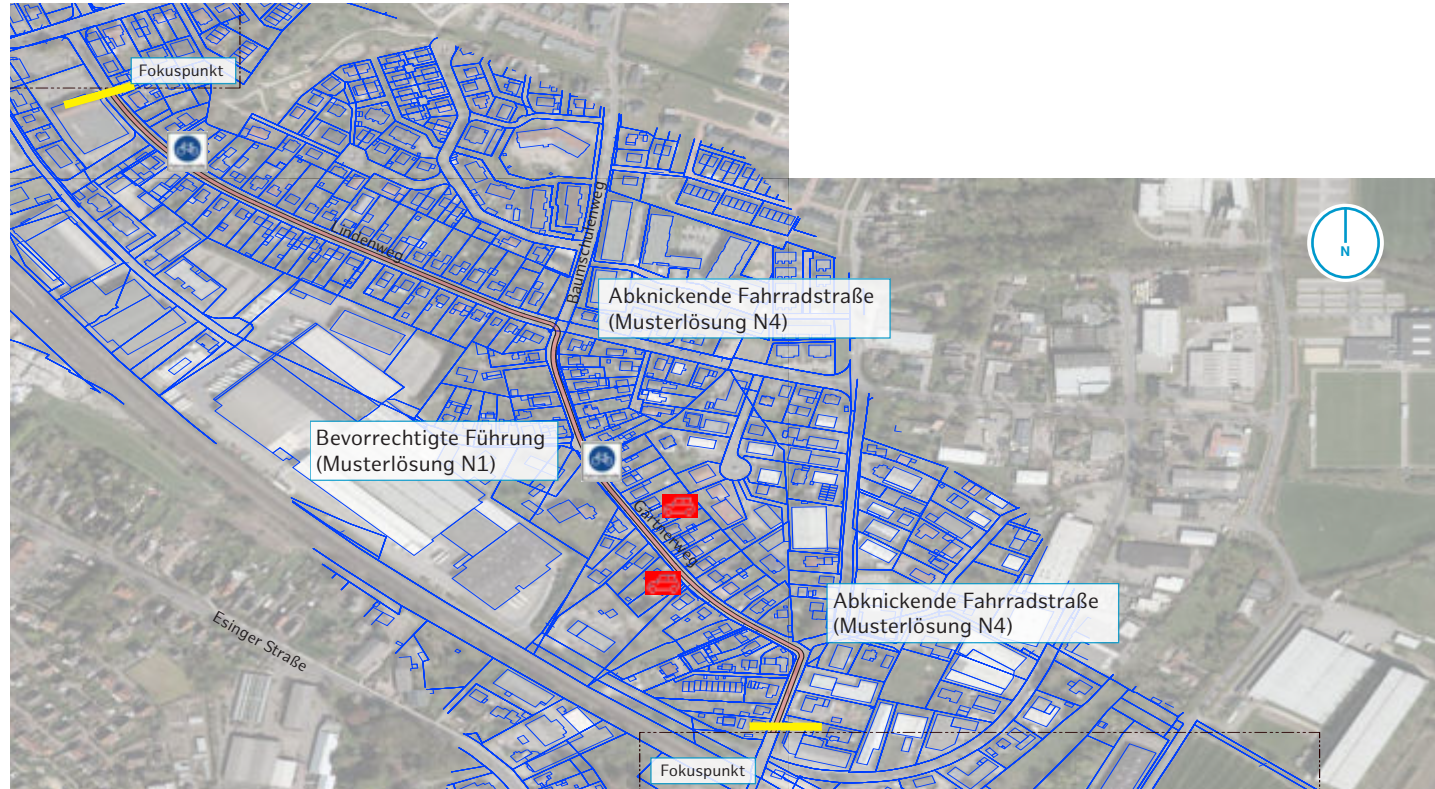 Fokuspunkt
Lindenweg
Baumschulenweg
N
Abknickende Fahrradstraße
(Musterlösung N4)
Bevorrechtigte Führung
(Musterlösung N1)
Gärtnerweg
Abknickende Fahrradstraße
(Musterlösung N4)
Esinger Straße
Fokuspunkt